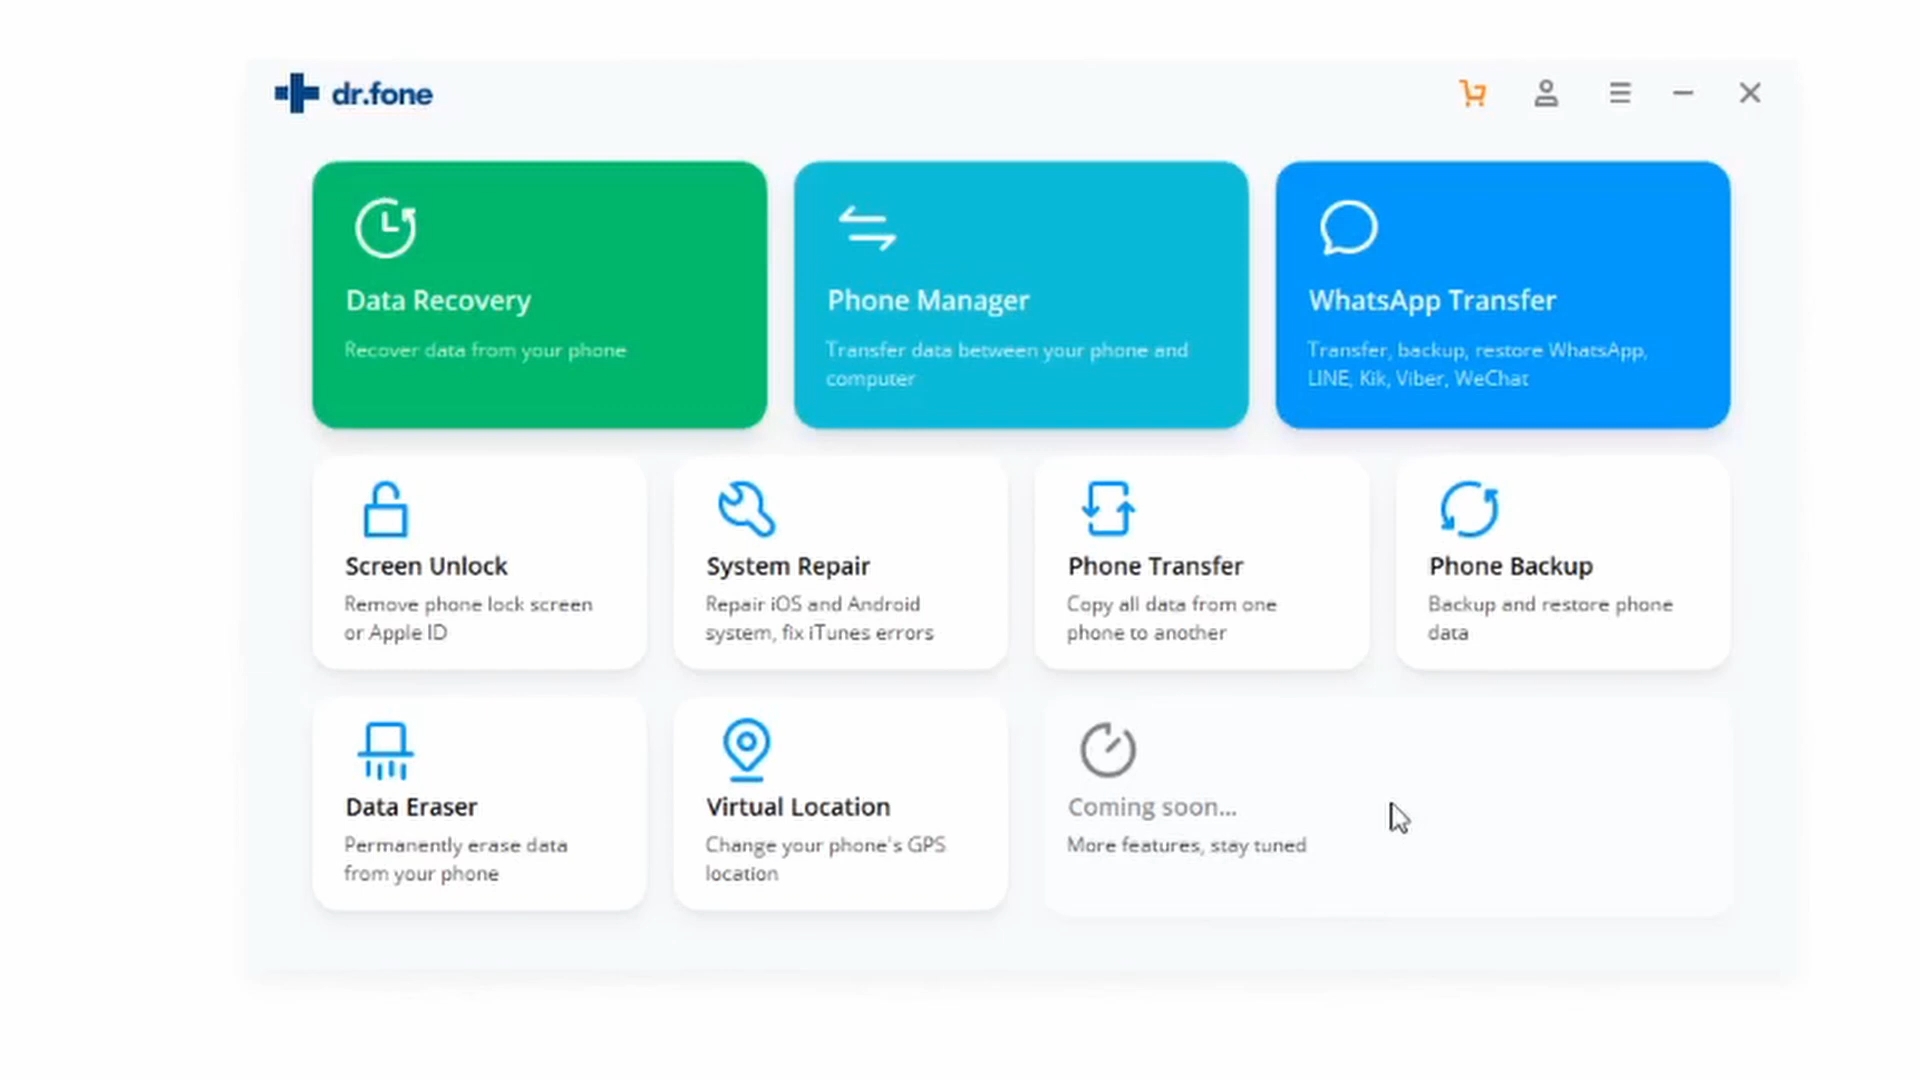 dr.fone
Data Recovery
Recover data from your phone
Phone Manager
Transfer data between your phone and
computer
WhatsApp Transfer
Transfer, backup, restore WhatsApp,
LINE, Kik, Viber, WeChat
Screen Unlock
Remove phone lock screen
or Apple ID
System Repair
Repair iOS and Android
system, fix iTunes errors
Phone Transfer
Copy all data from one
phone to another
Phone Backup
Backup and restore phone
data
Data Eraser
Permanently erase data
from your phone
Virtual Location
Change your phone's GPS
location
Coming soon...
More features, stay tuned